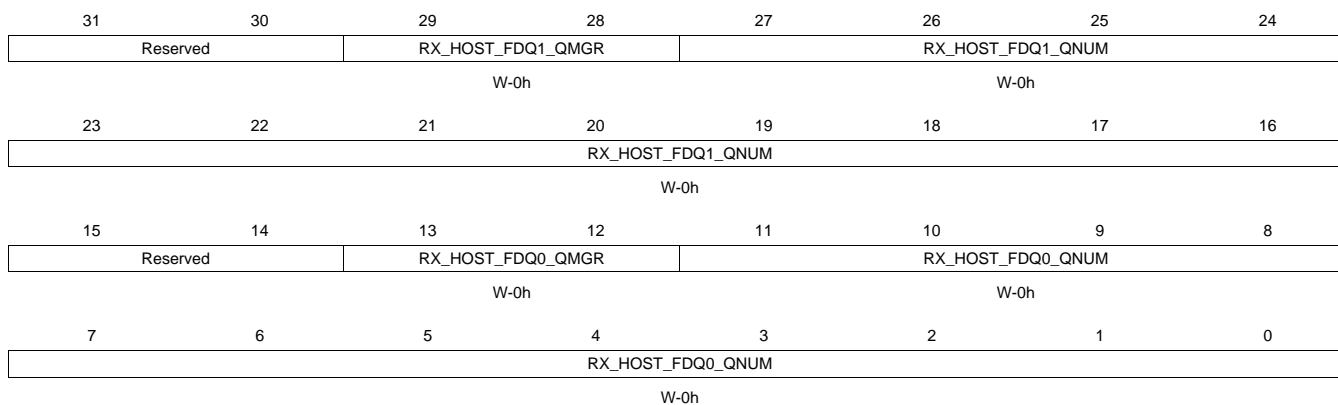 31 30 29 28 27 26 25 24
Reserved RX_HOST_FDQ1_QMGR RX_HOST_FDQ1_QNUM
W-0h W-0h
23 22 21 20 19 18 17 16
RX_HOST_FDQ1_QNUM
W-0h
15 14 13 12 11 10 9 8
Reserved RX_HOST_FDQ0_QMGR RX_HOST_FDQ0_QNUM
W-0h W-0h
7 6 5 4 3 2 1 0
RX_HOST_FDQ0_QNUM
W-0h